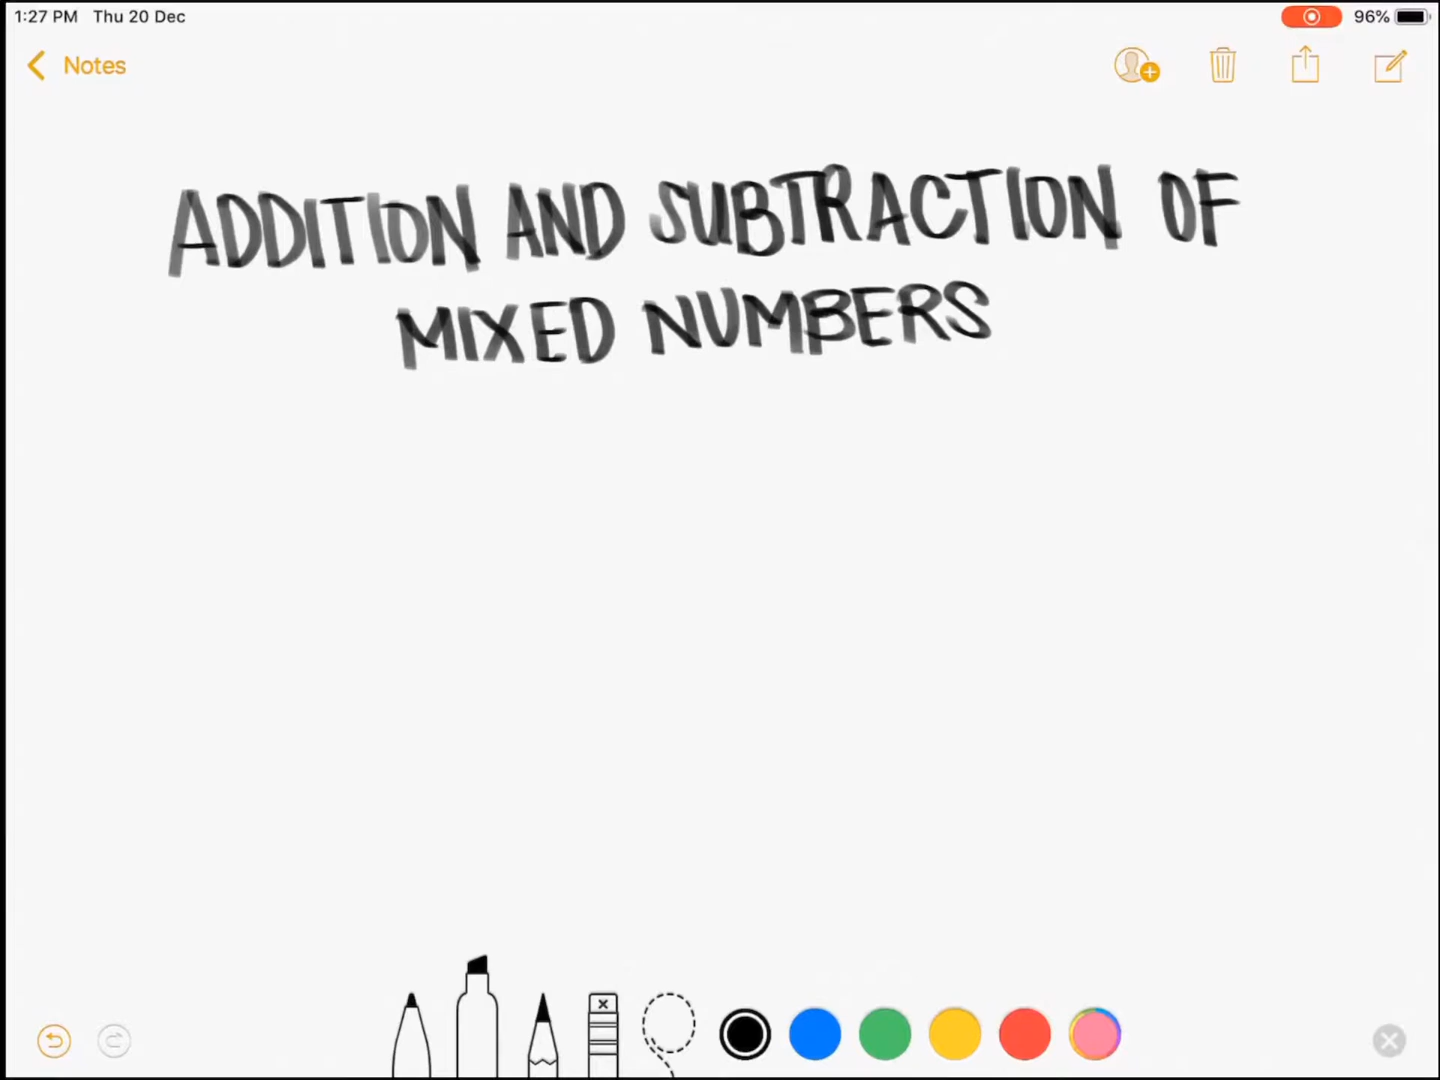 1:27 PM Thu 20 Dec 96%
Notes
ADDITION AND SUBTRACTION OF
MIXED NUMBERS